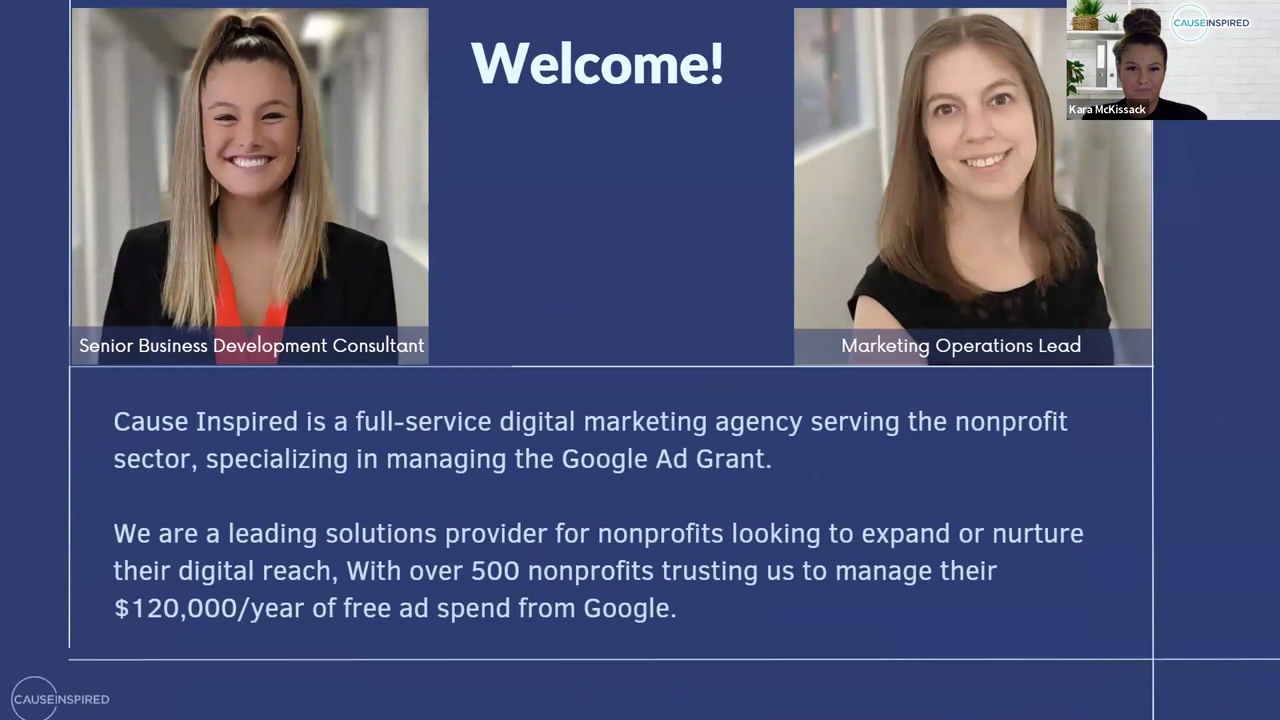 Welcome!
CAUSEINSPIRED
Kara McKissack
Senior Business Development Consultant
Marketing Operations Lead
Cause Inspired is a full-service digital marketing agency serving the nonprofit
sector, specializing in managing the Google Ad Grant.
We are a leading solutions provider for nonprofits looking to expand or nurture
their digital reach, With over 500 nonprofits trusting us to manage their
$120,000/year of free ad spend from Google.
CAUSEINSPIRED